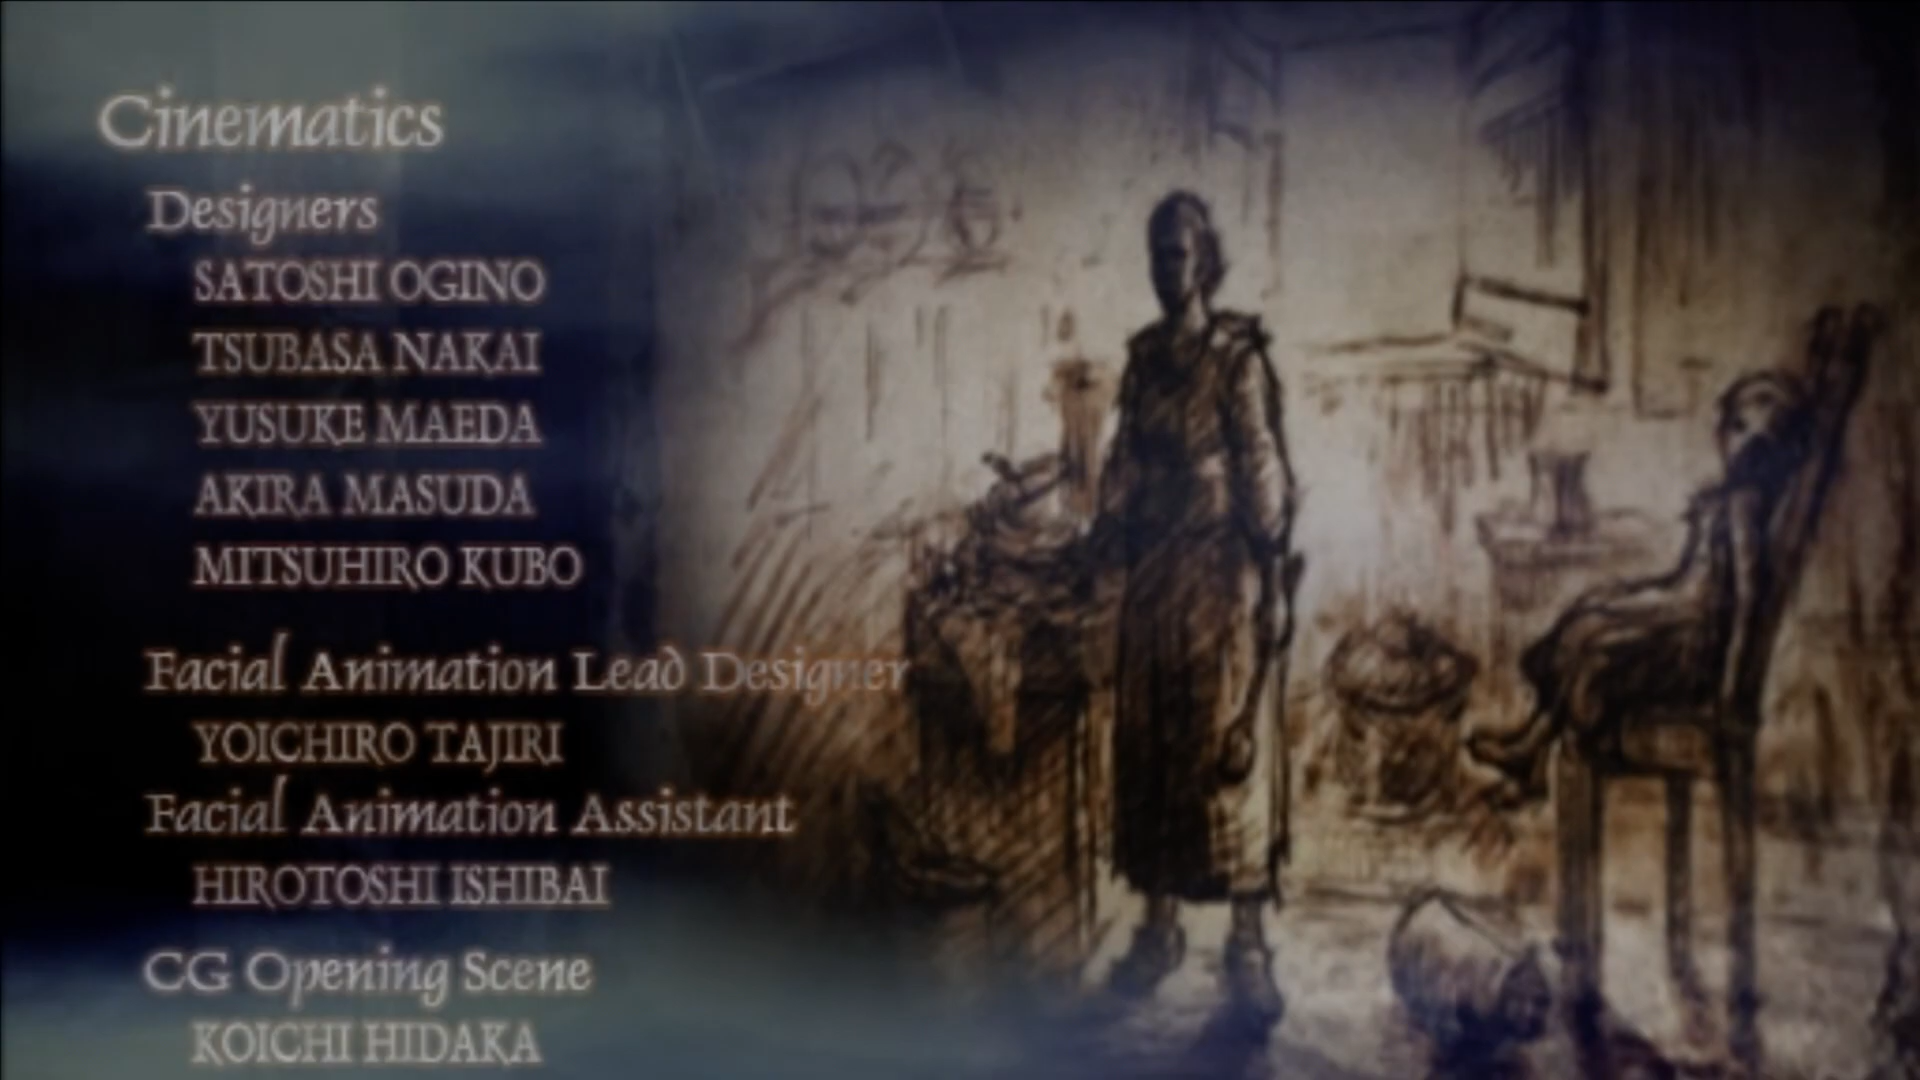 Cinematics
Designers
SATOSHI OGINO
TSUBASA NAKAI
YUSUKE MAEDA
AKIRA MASUDA
MITSUHIRO KUBO
Facial Animation Lead Designer
YOICHIRO TAJIRI
Facial Animation Assistant
HIROTOSHI ISHIBAI
CG Opening Scene
KOICHI HIDAKA